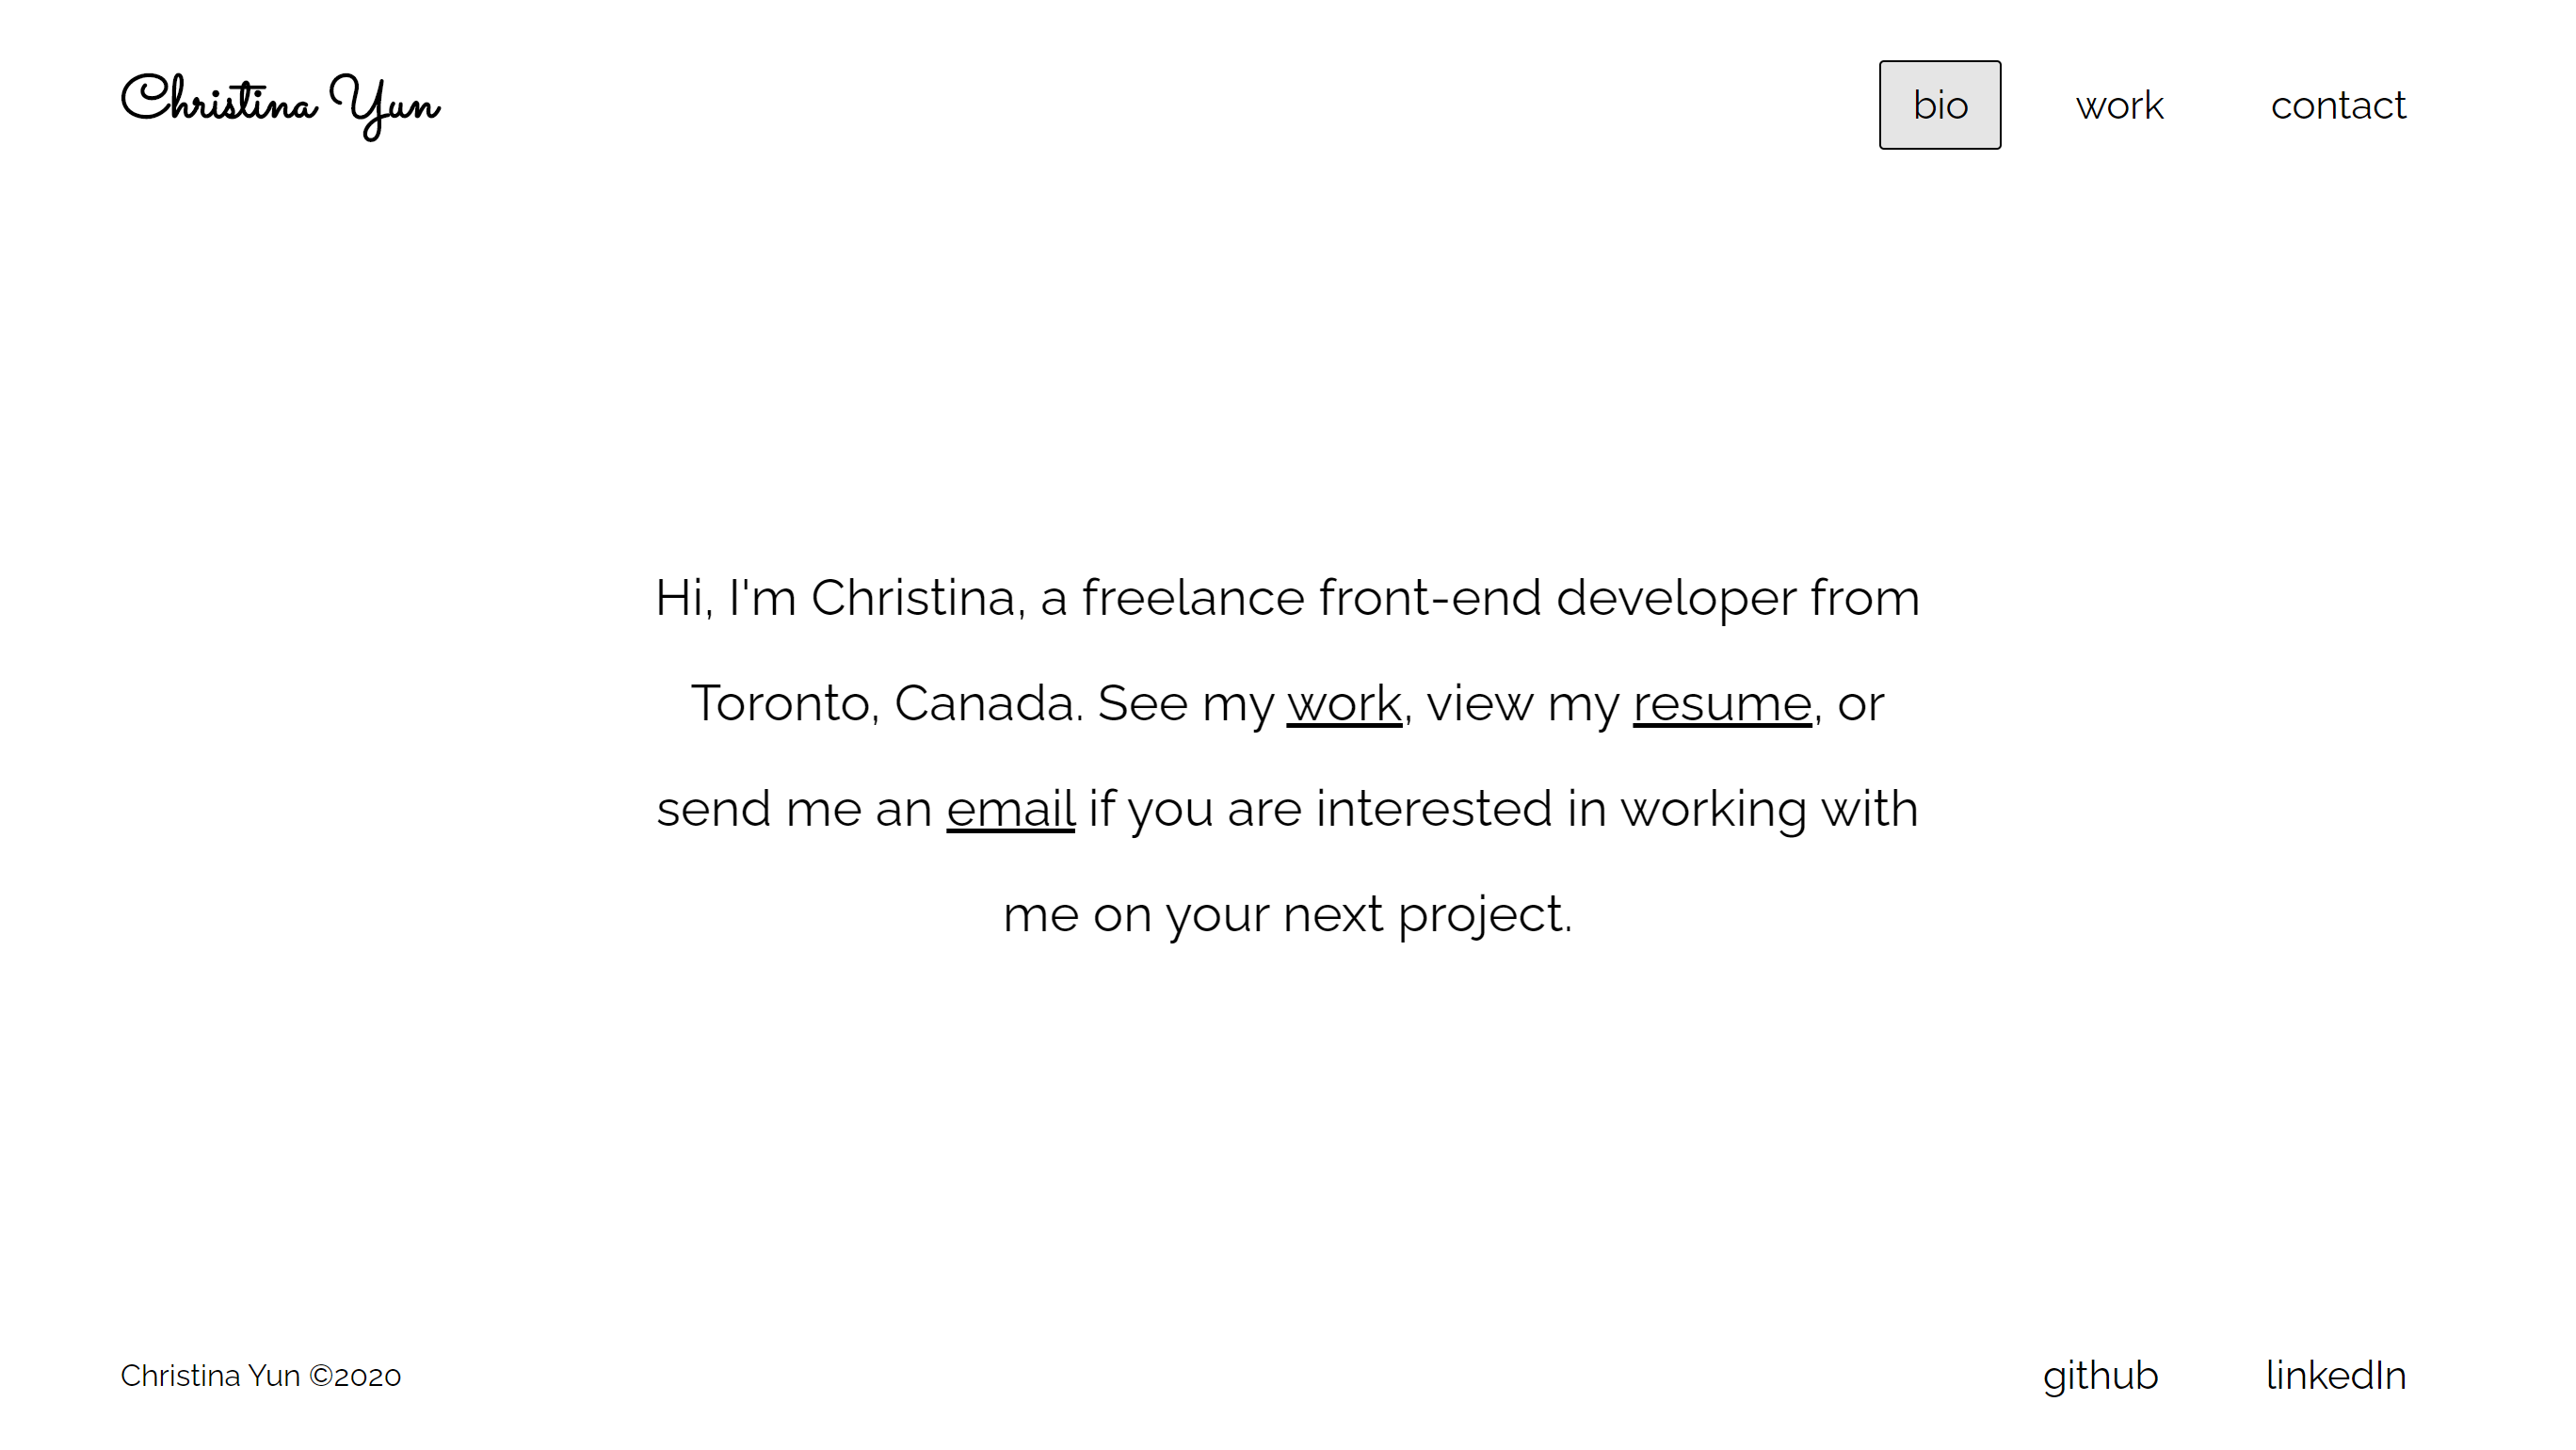 Christina Yun
bio work contact
Hi, I'm Christina, a freelance front-end developer from
Toronto, Canada. See my work, view my resume, or
send me an email if you are interested in working with
me on your next project.
Christina Yun ©2020
github linkedIn